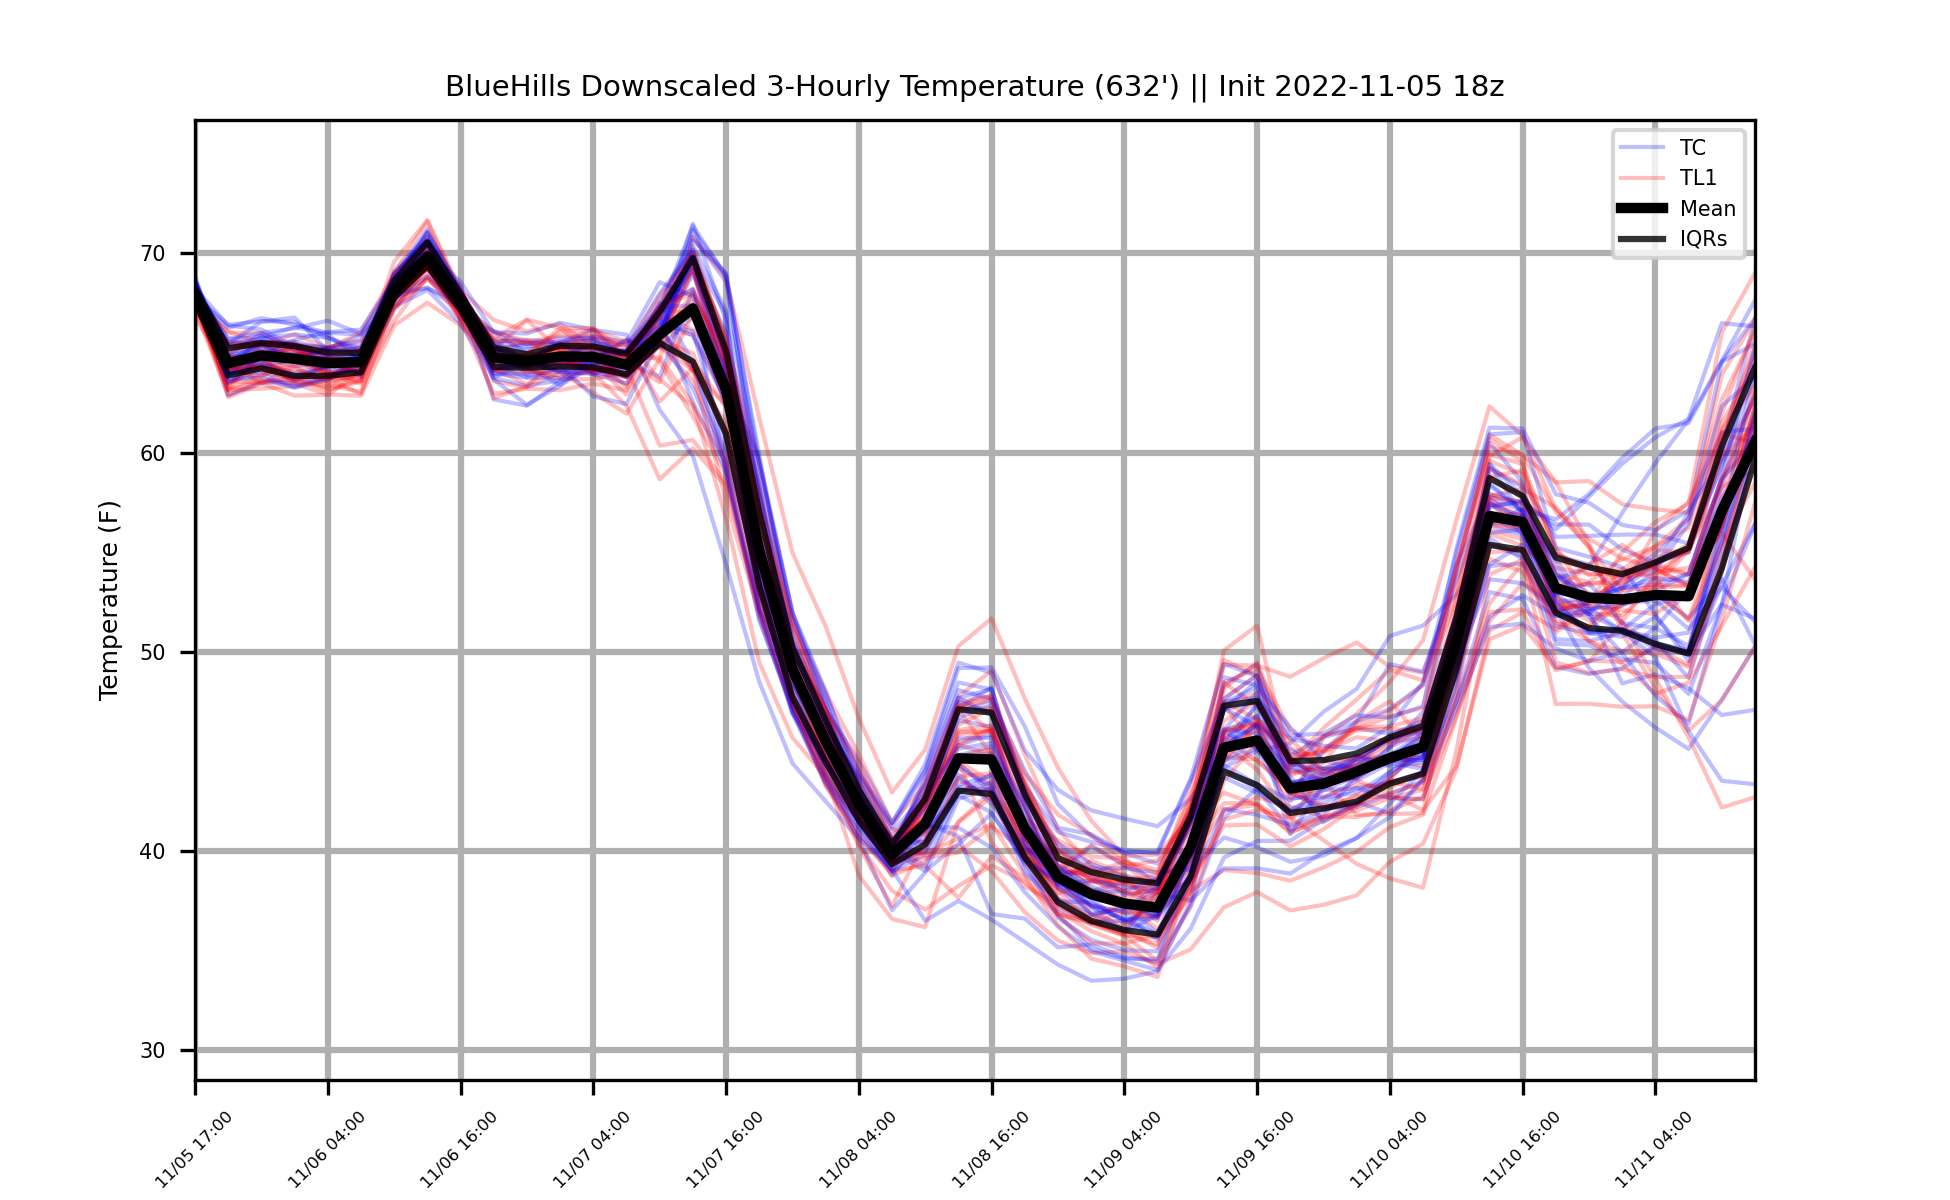 BlueHills Downscaled 3-Hourly Temperature (632') || Init 2022-11-05 18z
TC
TL1
Mean
IQRs
Temperature (F)
70
60
50
40
30
11/05 17:00
11/06 04:00
11/06 16:00
11/07 04:00
11/07 16:00
11/08 04:00
11/08 16:00
11/09 04:00
11/09 16:00
11/10 04:00
11/10 16:00
11/11 04:00